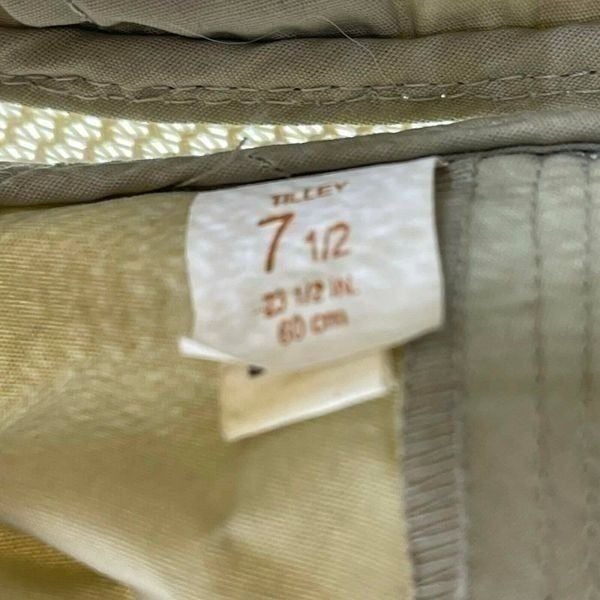 TILLEY
7 1/2
23 1/2 IN.
60 cm